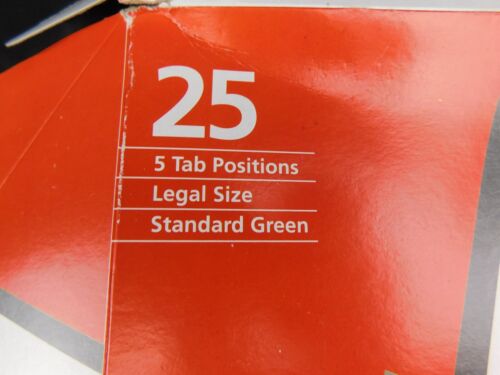 25
5 Tab Positions
Legal Size
Standard Green